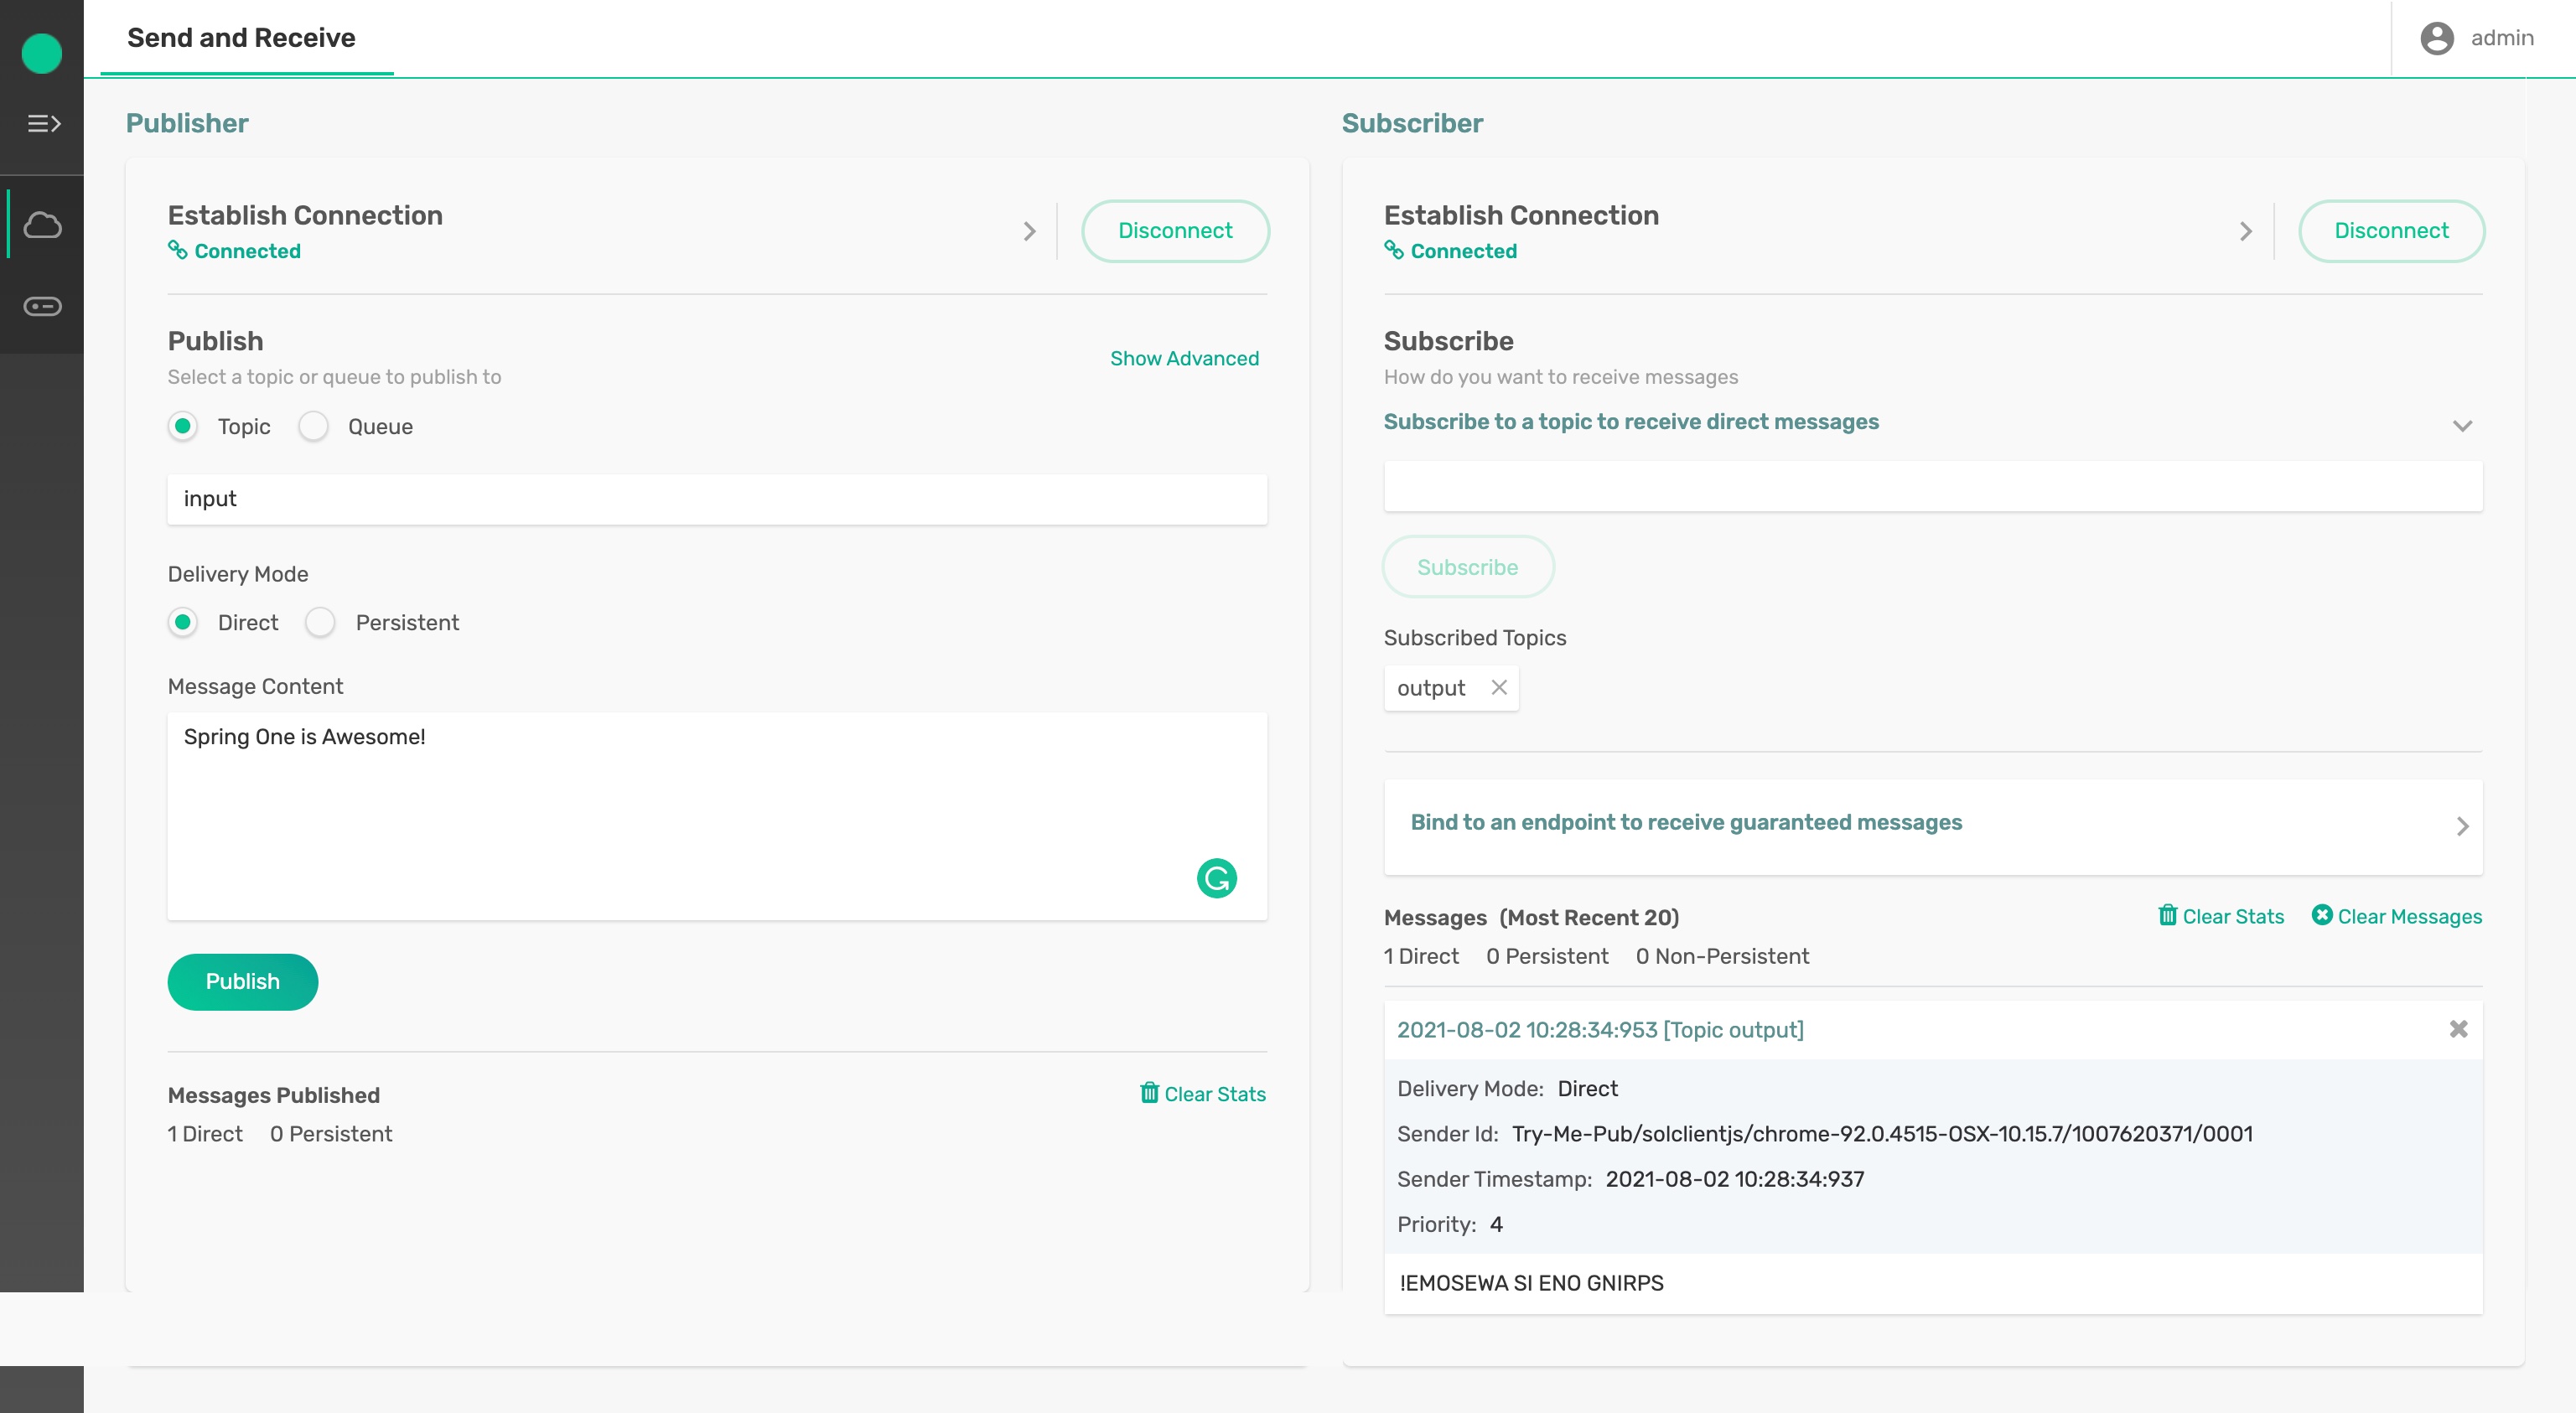 Send and Receive
admin
Publisher
Establish Connection
Connected
Disconnect
Publish
Select a topic or queue to publish to
Show Advanced
Topic Queue
input
Delivery Mode
Direct Persistent
Message Content
Spring One is Awesome!
Publish
Messages Published
Clear Stats
1 Direct 0 Persistent
Subscriber
Establish Connection
Connected
Disconnect
Subscribe
How do you want to receive messages
Subscribe to a topic to receive direct messages
Subscribe
Subscribed Topics
output
Bind to an endpoint to receive guaranteed messages
Messages (Most Recent 20)
Clear Stats Clear Messages
1 Direct 0 Persistent 0 Non-Persistent
2021-08-02 10:28:34:953 [Topic output]
Delivery Mode: Direct
Sender Id: Try-Me-Pub/solclientjs/chrome-92.0.4515-OSX-10.15.7/1007620371/0001
Sender Timestamp: 2021-08-02 10:28:34:937
Priority: 4
!EMOSEWA SI ENO GNIRPS